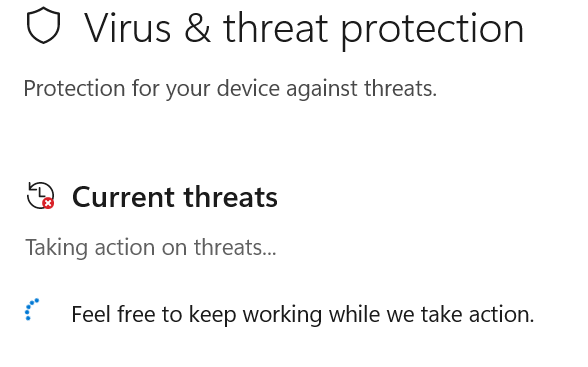 Virus & threat protection
Protection for your device against threats.
Current threats
Taking action on threats...
Feel free to keep working while we take action.